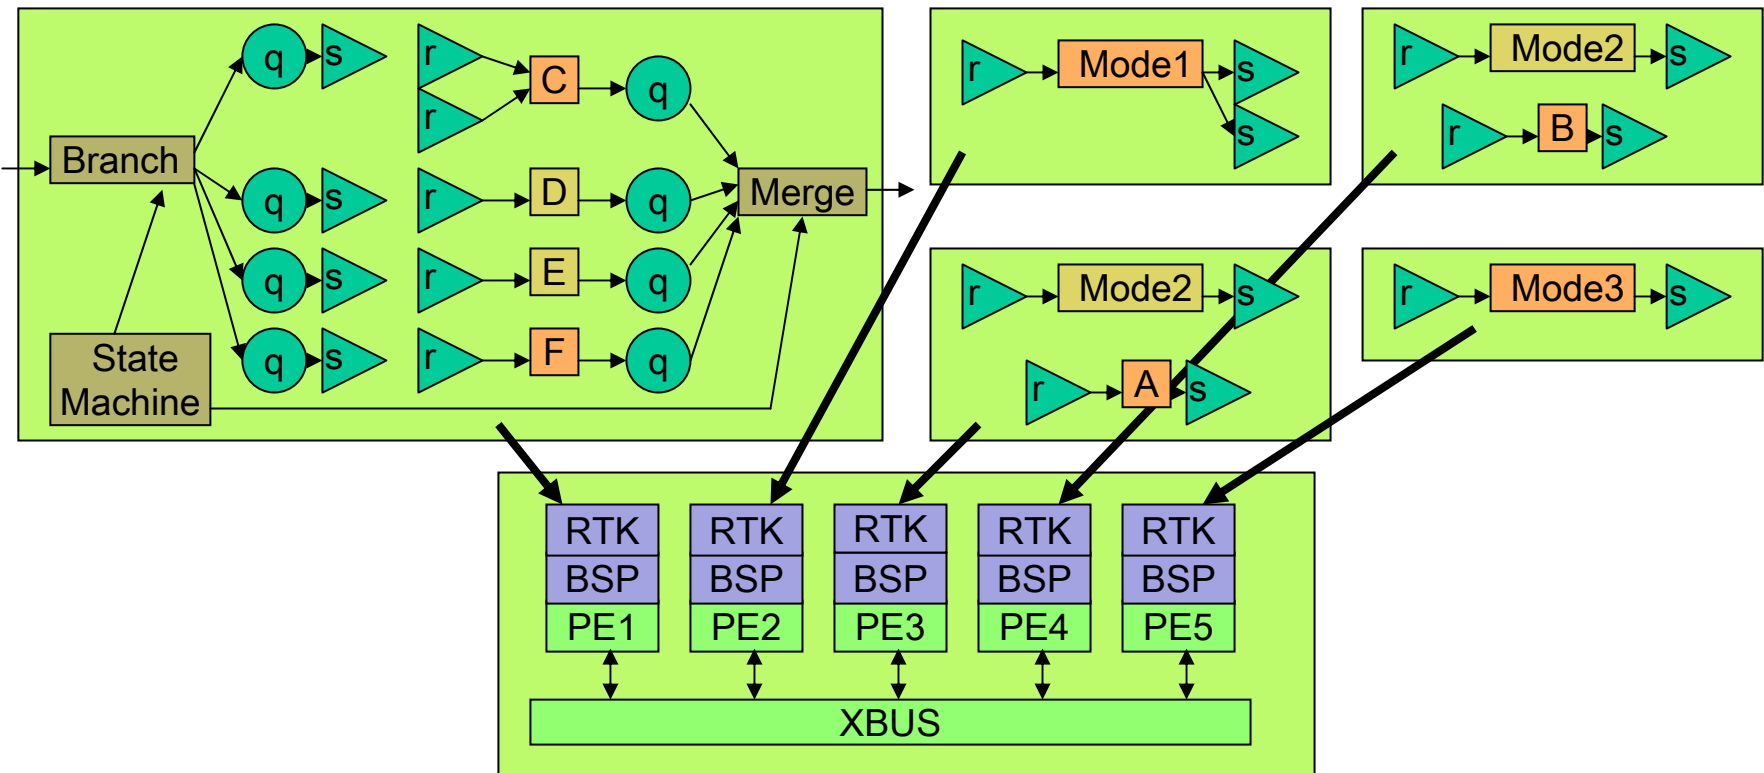 q s r C q
r
Branch
q s r D q Merge
q s r E q
q s r F q
State
Machine
r Mode1 s
s
r Mode2 s
r B s
r Mode2 s
r A s
r Mode3 s
RTK RTK RTK RTK RTK
BSP BSP BSP BSP BSP
PE1 PE2 PE3 PE4 PE5
XBUS